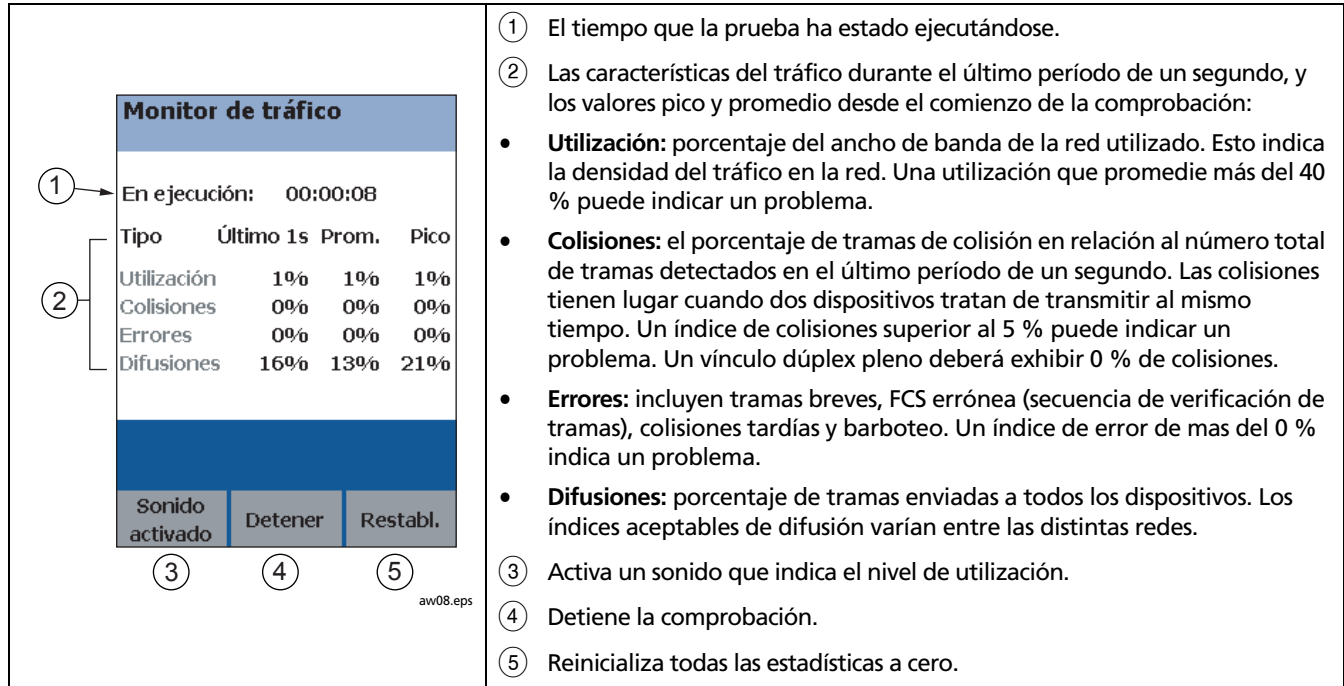 Monitor de tráfico
1
En ejecución: 00:00:08
Tipo Último 1s Prom. Pico
2
Utilización 1% 1% 1%
Colisiones 0% 0% 0%
Errores 0% 0% 0%
Difusiones 16% 13% 21%
Sonido activado
Detener
Restabl.
3 4 5
aw08.eps
1 El tiempo que la prueba ha estado ejecutándose.
2 Las características del tráfico durante el último período de un segundo, y
los valores pico y promedio desde el comienzo de la comprobación:
• Utilización: porcentaje del ancho de banda de la red utilizado. Esto indica
la densidad del tráfico en la red. Una utilización que promedie más del 40
% puede indicar un problema.
• Colisiones: el porcentaje de tramas de colisión en relación al número total
de tramas detectados en el último período de un segundo. Las colisiones
tienen lugar cuando dos dispositivos tratan de transmitir al mismo
tiempo. Un índice de colisiones superior al 5 % puede indicar un
problema. Un vínculo dúplex pleno deberá exhibir 0 % de colisiones.
• Errores: incluyen tramas breves, FCS errónea (secuencia de verificación de
tramas), colisiones tardías y barboteo. Un índice de error de mas del 0 %
indica un problema.
• Difusiones: porcentaje de tramas enviadas a todos los dispositivos. Los
índices aceptables de difusión varían entre las distintas redes.
3 Activa un sonido que indica el nivel de utilización.
4 Detiene la comprobación.
5 Reinicializa todas las estadísticas a cero.